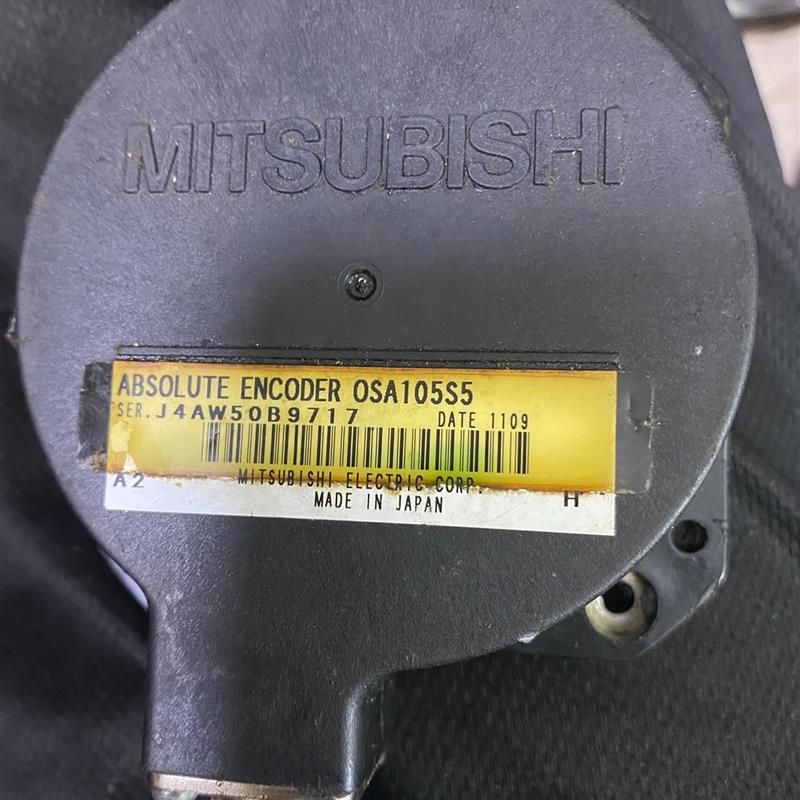 MITSUBISHI
ABSOLUTE ENCODER OSA105S5
SER. J4AW50B9717 DATE 1109
A2 MITSUBISHI ELECTRIC CORP.
MADE IN JAPAN H